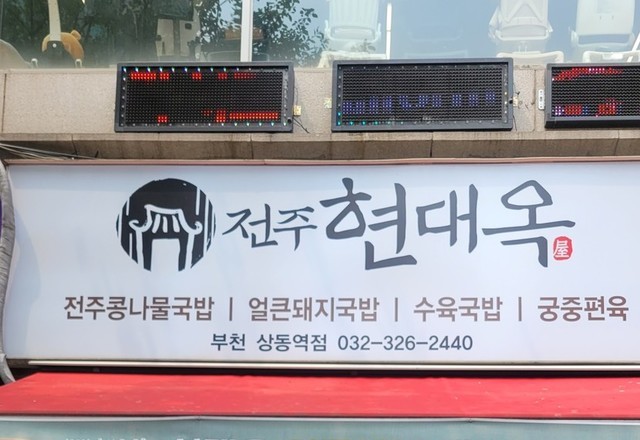 전주 현대옥 屋
전주콩나물국밥 | 얼큰돼지국밥 | 수육국밥 | 궁중편육
부천 상동역점 032-326-2440